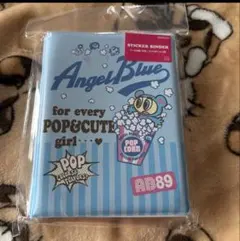 STICKER BINDER
Angel Blue
for every
POP&CUTE
girl・・・♥
POP
CORN
POP
AB89